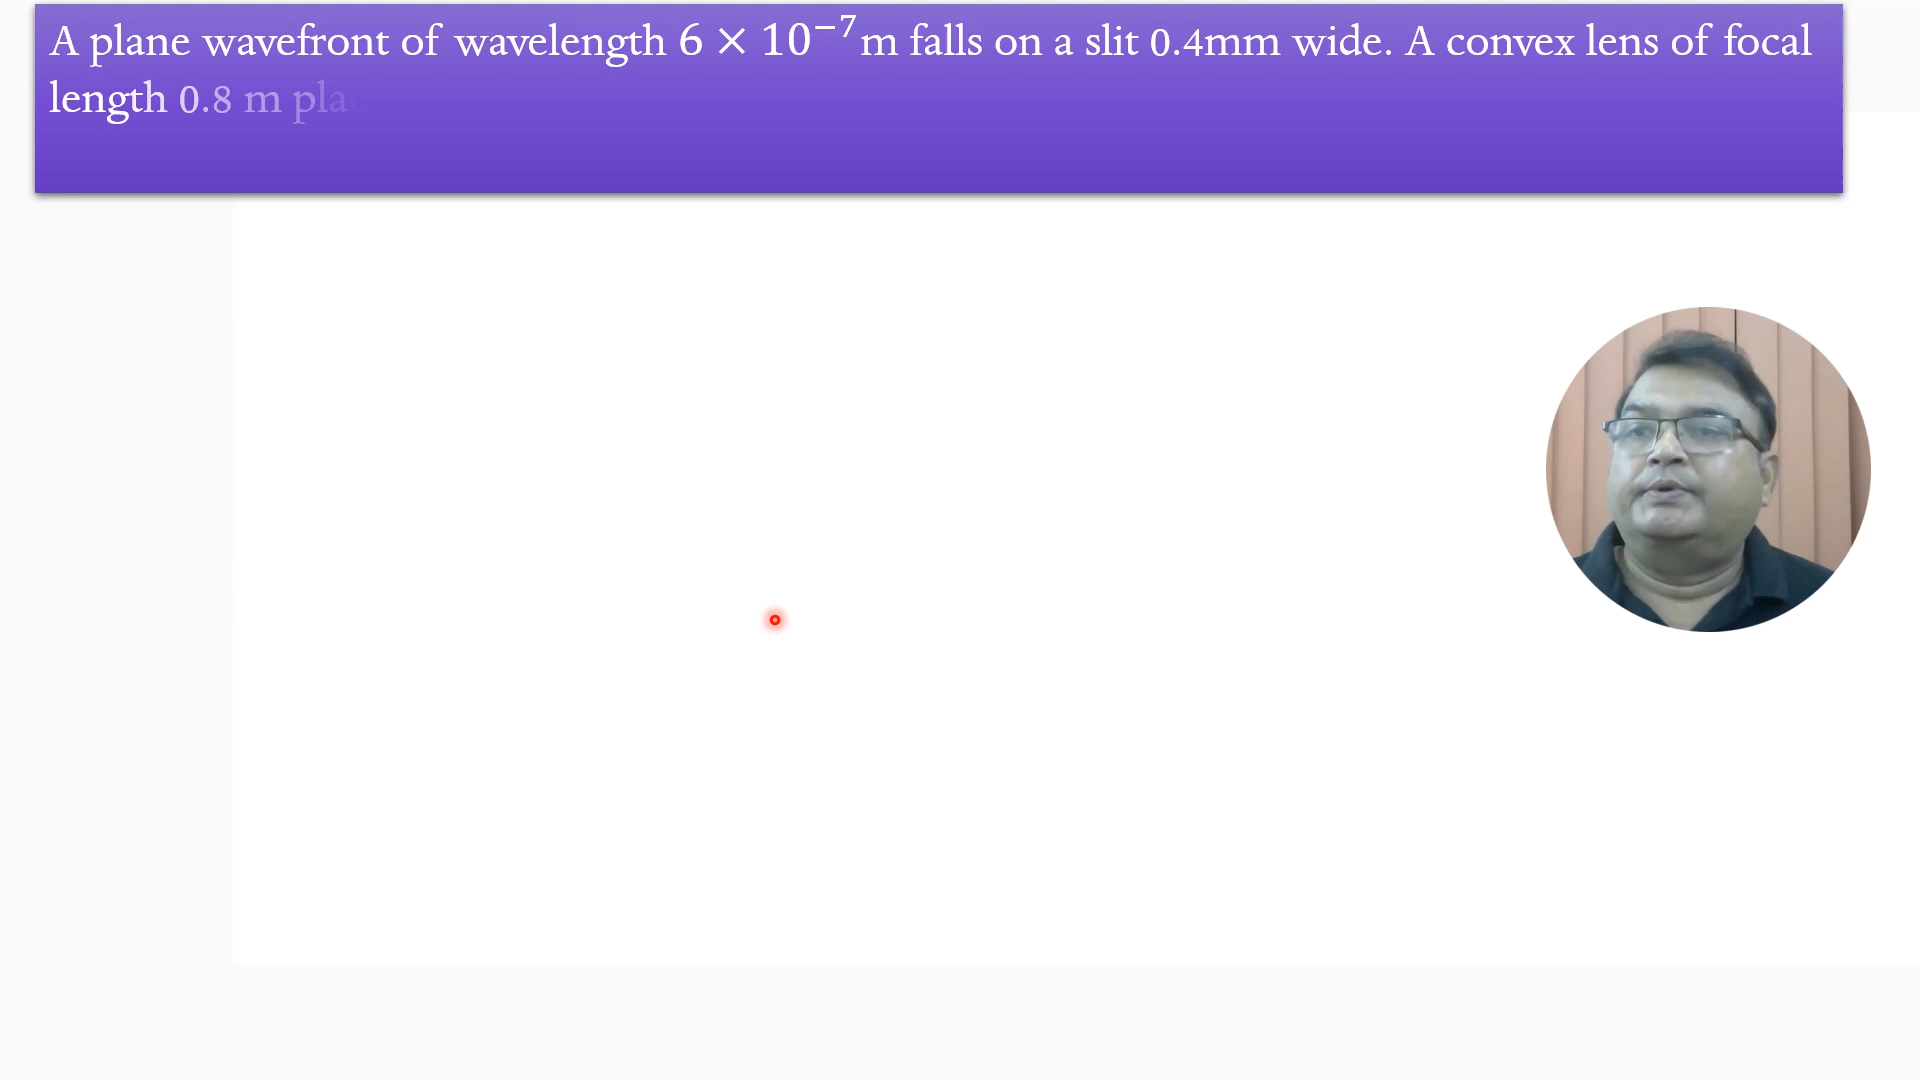 A plane wavefront of wavelength 6 × 10⁻⁷m falls on a slit 0.4mm wide. A convex lens of focal
length 0.8 m plac